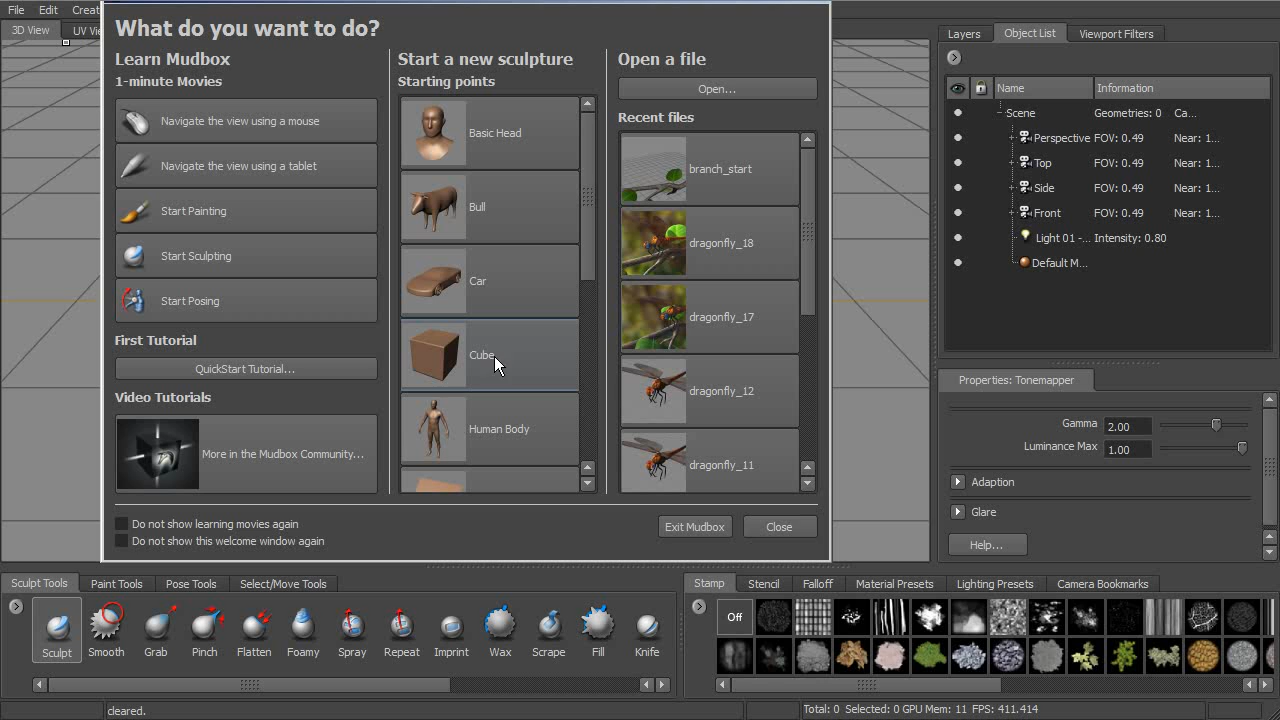 File Edit Creat
3D View UV Vie
What do you want to do?
Learn Mudbox
1-minute Movies
Navigate the view using a mouse
Navigate the view using a tablet
Start Painting
Start Sculpting
Start Posing
First Tutorial
QuickStart Tutorial...
Video Tutorials
More in the Mudbox Community...
Start a new sculpture
Starting points
Basic Head
Bull
Car
Cube
Human Body
Open a file
Open...
Recent files
branch_start
dragonfly_18
dragonfly_17
dragonfly_12
dragonfly_11
Do not show learning movies again
Do not show this welcome window again
Exit Mudbox Close
Layers Object List Viewport Filters
Name Information
Scene Geometries: 0 Ca...
Perspective FOV: 0.49 Near: 1...
Top FOV: 0.49 Near: 1...
Side FOV: 0.49 Near: 1...
Front FOV: 0.49 Near: 1...
Light 01 -... Intensity: 0.80
Default M...
Properties: Tonemapper
Gamma 2.00
Luminance Max 1.00
Adaption
Glare
Help...
Sculpt Tools Paint Tools Pose Tools Select/Move Tools
Sculpt Smooth Grab Pinch Flatten Foamy Spray Repeat Imprint Wax Scrape Fill Knife
Stamp Stencil Falloff Material Presets Lighting Presets Camera Bookmarks
Off
cleared.
Total: 0 Selected: 0 GPU Mem: 11 FPS: 411.414